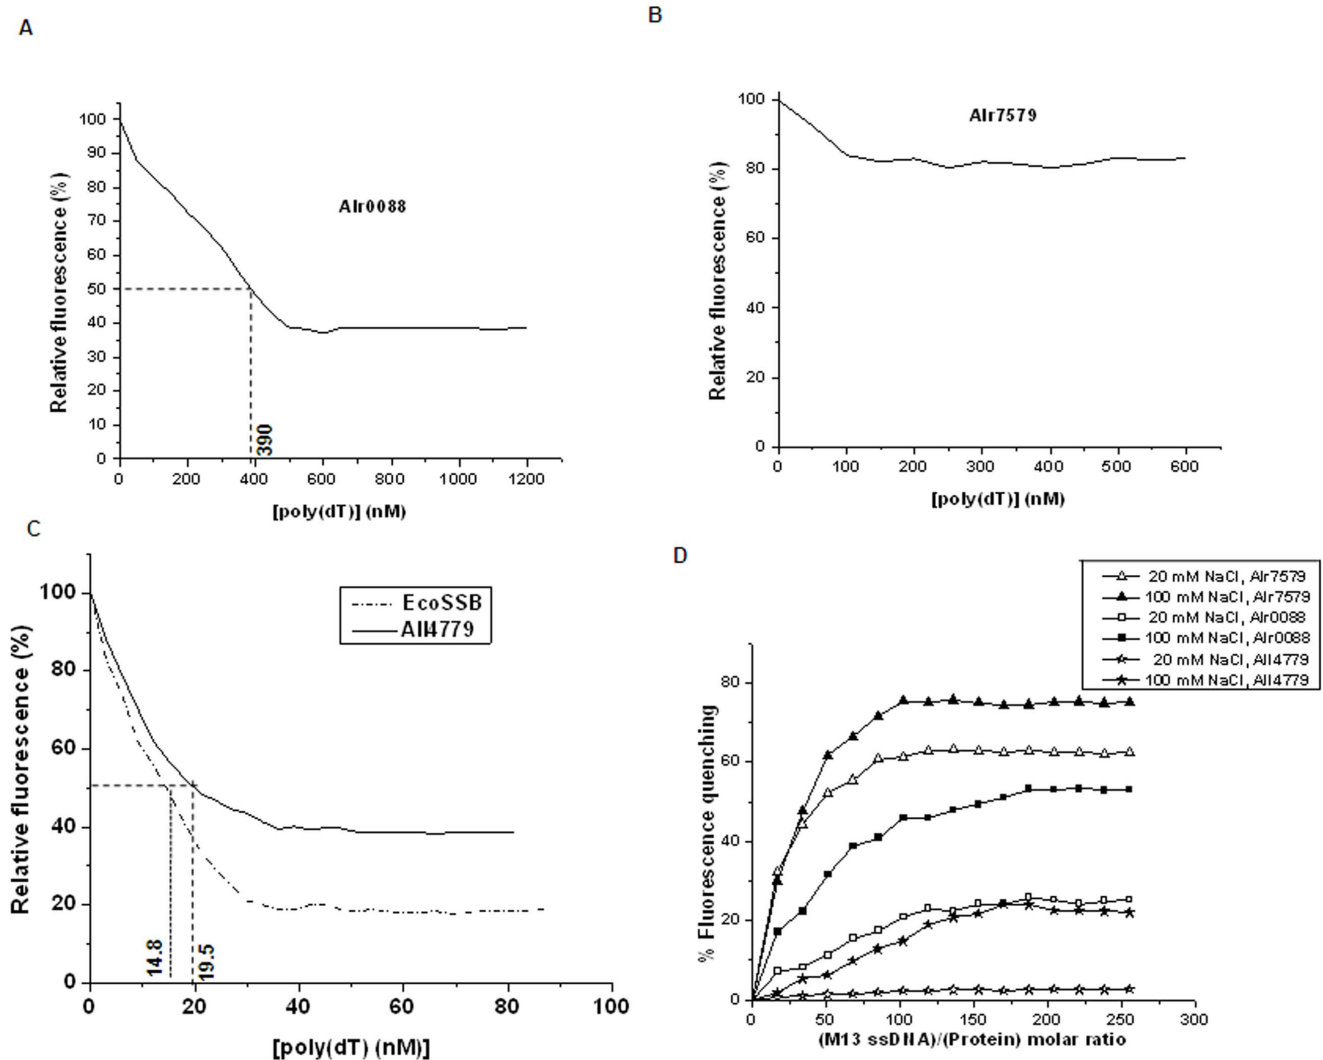 A
100
90
80
70
60
50
40
30
20
10
0
Relative fluorescence (%)
Alr0088
390
0 200 400 600 800 1000 1200
[poly(dT)] (nM)
B
100
80
60
40
20
0
Relative fluorescence (%)
Alr7579
0 100 200 300 400 500 600
[poly(dT)] (nM)
C
100
80
60
40
20
0
Relative fluorescence (%)
EcoSSB
All4779
14.8
19.5
0 20 40 60 80 100
[poly(dT) (nM)]
D
20 mM NaCl, Alr7579
100 mM NaCl, Alr7579
20 mM NaCl, Alr0088
100 mM NaCl, Alr0088
20 mM NaCl, All4779
100 mM NaCl, All4779
80
60
40
20
0
% Fluorescence quenching
0 50 100 150 200 250 300
(M13 ssDNA)/(Protein) molar ratio